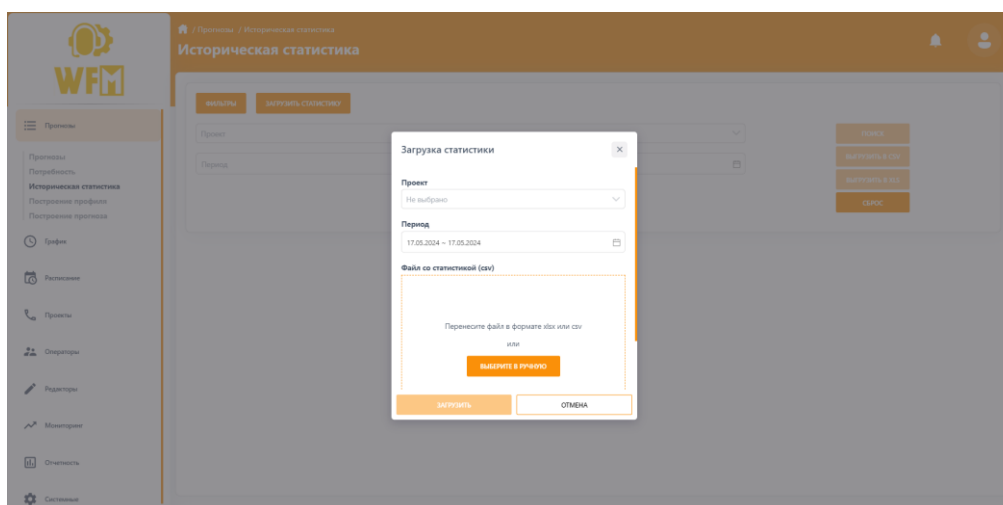 WFM
/ Прогнозы / Историческая статистика
Историческая статистика
Прогнозы
Прогнозы
Потребность
Историческая статистика
Построение профиля
Построение прогноза
График
Расписание
Проекты
Операторы
Редакторы
Мониторинг
Отчетность
Системные
ФИЛЬТРЫ
ЗАГРУЗИТЬ СТАТИСТИКУ
Проект
Период
ПОИСК
ВЫГРУЗИТЬ В CSV
СБРОС
Загрузка статистики
Проект
Не выбрано
Период
17.05.2024 ~ 17.05.2024
Файл со статистикой (csv)
Перенесите файл в формате xlsx или csv
или
ВЫБЕРИТЕ В РУЧНУЮ
ЗАГРУЗИТЬ
ОТМЕНА